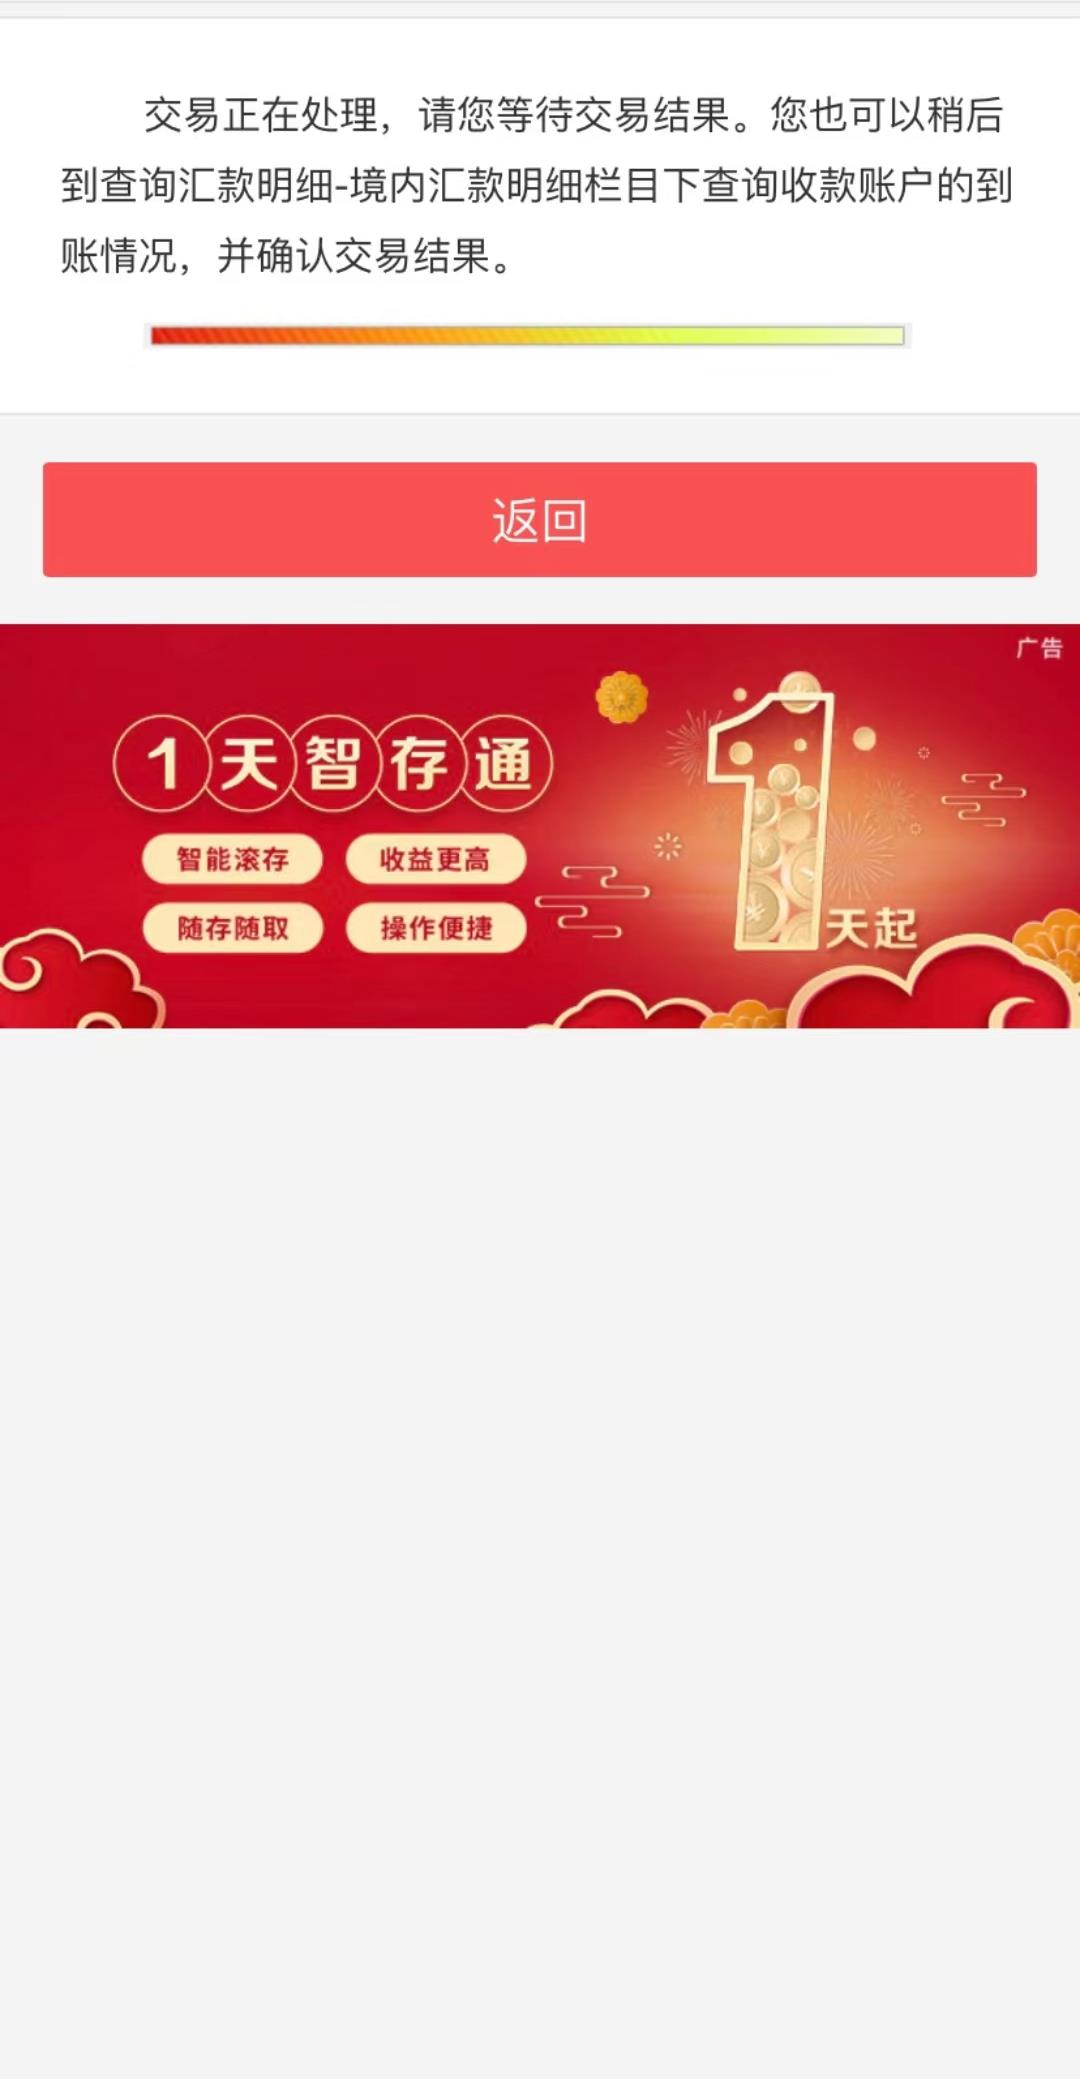 交易正在处理，请您等待交易结果。您也可以稍后
到查询汇款明细-境内汇款明细栏目下查询收款账户的到
账情况，并确认交易结果。
返回
广告
1天智存通
智能滚存 收益更高
随存随取 操作便捷
1天起